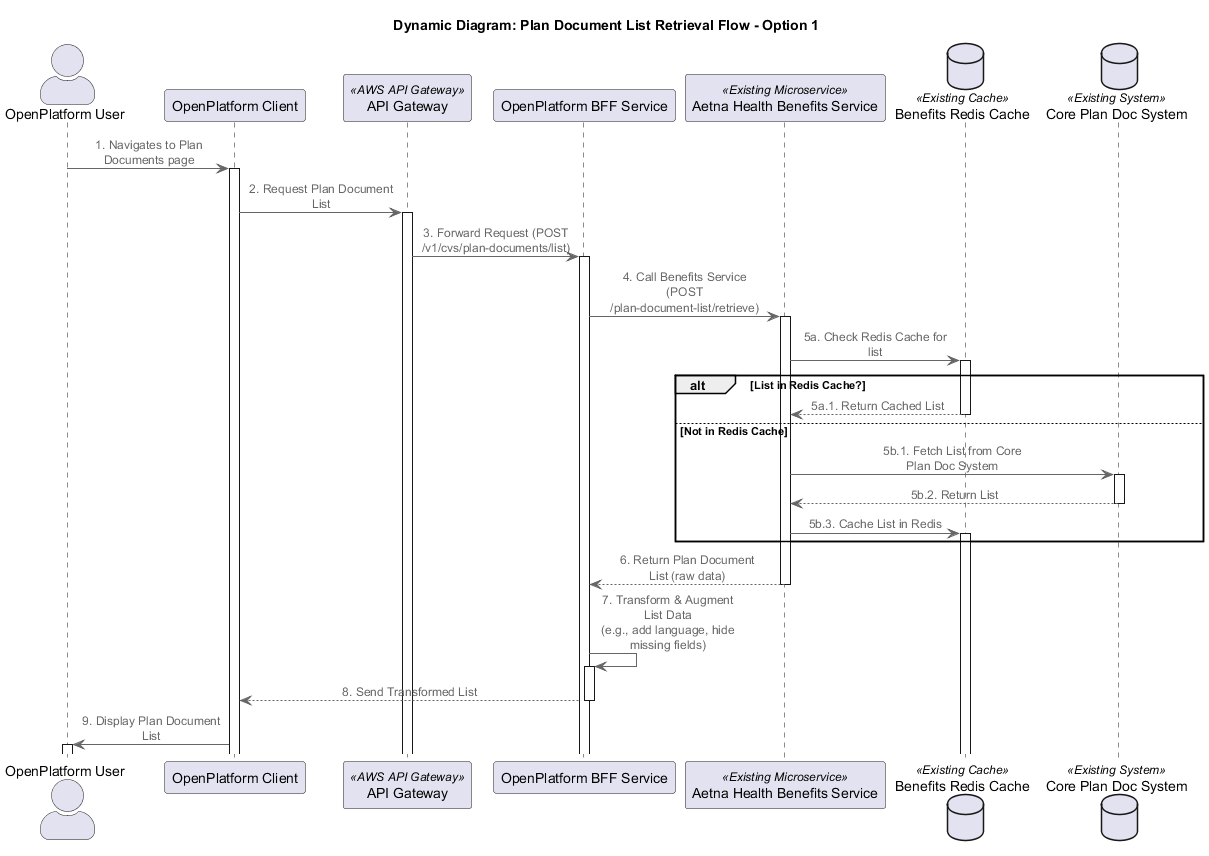 Dynamic Diagram: Plan Document List Retrieval Flow - Option 1
OpenPlatform User
OpenPlatform Client
«AWS API Gateway»
API Gateway
OpenPlatform BFF Service
«Existing Microservice»
Aetna Health Benefits Service
«Existing Cache»
Benefits Redis Cache
«Existing System»
Core Plan Doc System
1. Navigates to Plan
Documents page
2. Request Plan Document
List
3. Forward Request (POST
/v1/cvs/plan-documents/list)
4. Call Benefits Service
(POST
/plan-document-list/retrieve)
5a. Check Redis Cache for
list
alt
[List in Redis Cache?]
5a.1. Return Cached List
[Not in Redis Cache]
5b.1. Fetch List from Core
Plan Doc System
5b.2. Return List
5b.3. Cache List in Redis
6. Return Plan Document
List (raw data)
7. Transform & Augment
List Data
(e.g., add language, hide
missing fields)
8. Send Transformed List
9. Display Plan Document
List
OpenPlatform User
OpenPlatform Client
«AWS API Gateway»
API Gateway
OpenPlatform BFF Service
«Existing Microservice»
Aetna Health Benefits Service
«Existing Cache»
Benefits Redis Cache
«Existing System»
Core Plan Doc System